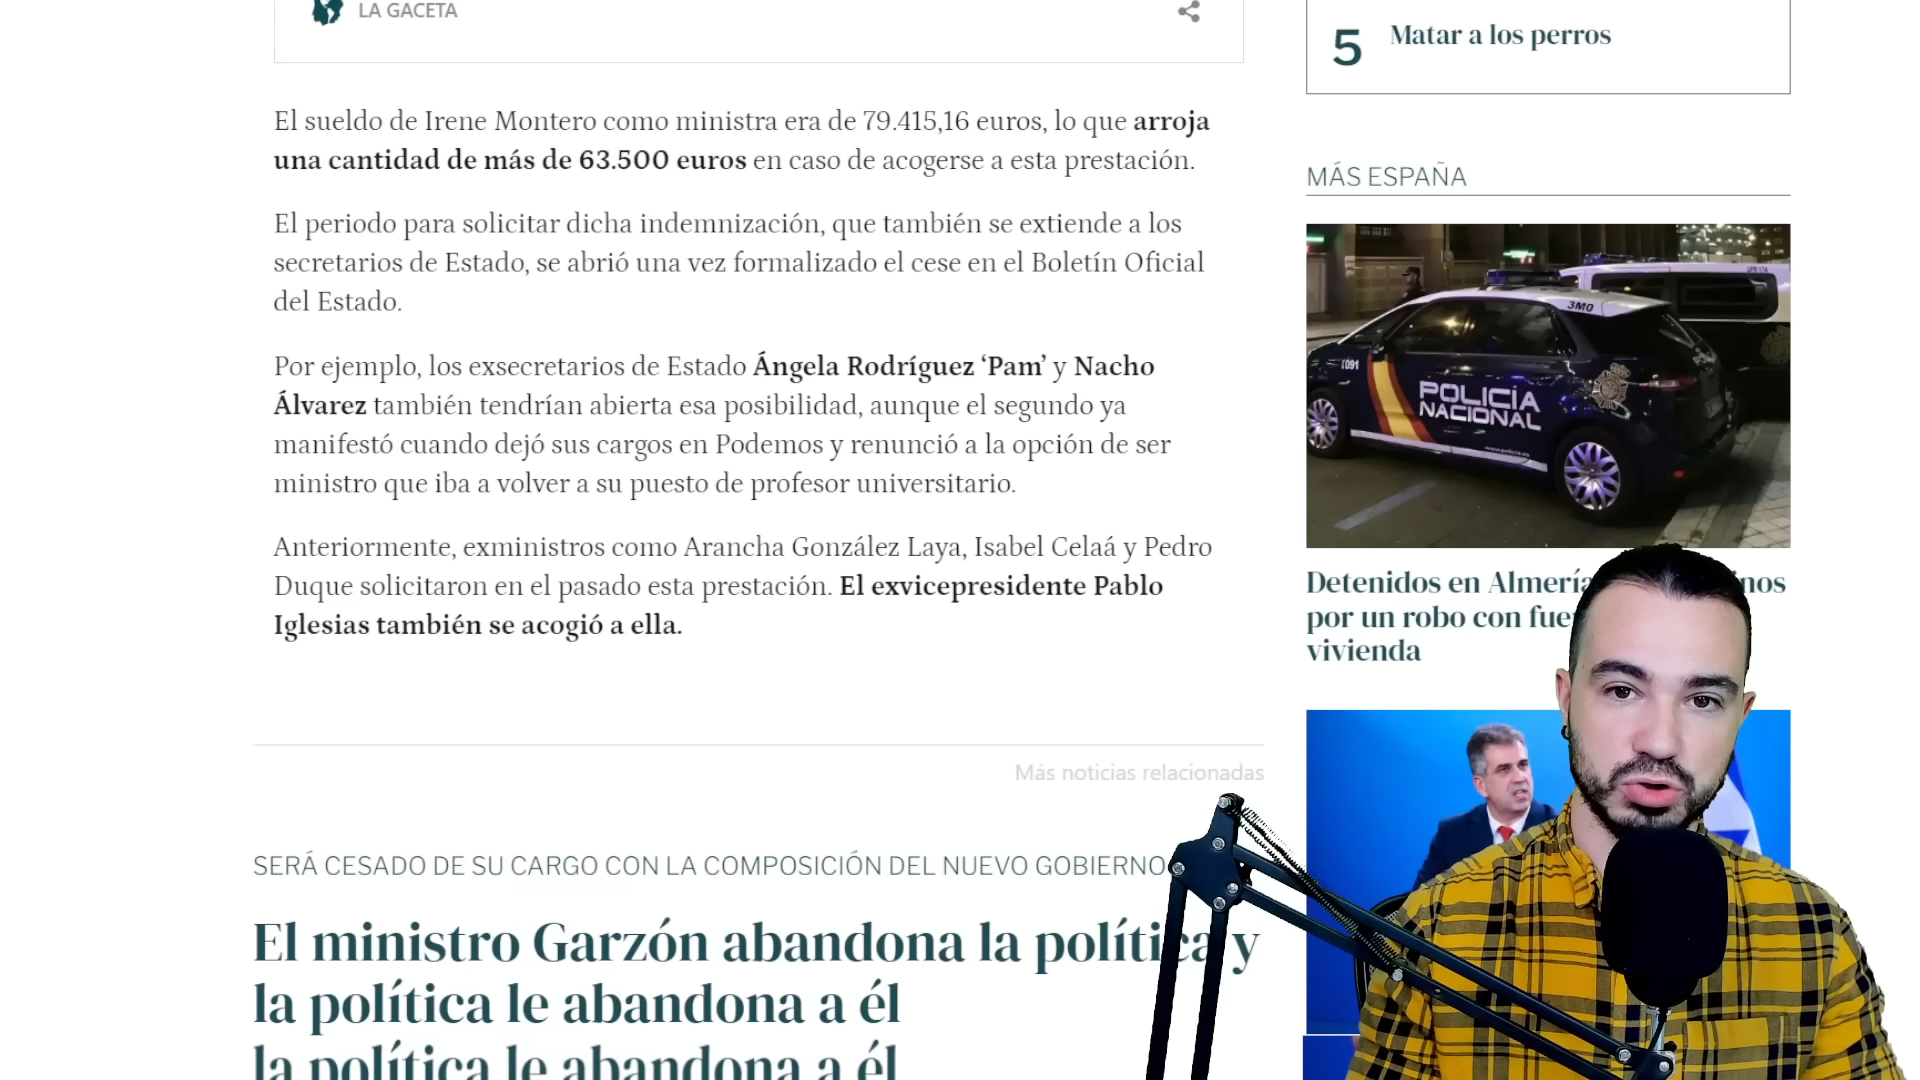 LA GACETA
El sueldo de Irene Montero como ministra era de 79.415,16 euros, lo que arroja
una cantidad de más de 63.500 euros en caso de acogerse a esta prestación.
El periodo para solicitar dicha indemnización, que también se extiende a los
secretarios de Estado, se abrió una vez formalizado el cese en el Boletín Oficial
del Estado.
Por ejemplo, los exsecretarios de Estado Ángela Rodríguez ‘Pam’ y Nacho
Álvarez también tendrían abierta esa posibilidad, aunque el segundo ya
manifestó cuando dejó sus cargos en Podemos y renunció a la opción de ser
ministro que iba a volver a su puesto de profesor universitario.
Anteriormente, exministros como Arancha González Laya, Isabel Celaá y Pedro
Duque solicitaron en el pasado esta prestación. El exvicepresidente Pablo
Iglesias también se acogió a ella.
Más noticias relacionadas
SERÁ CESADO DE SU CARGO CON LA COMPOSICIÓN DEL NUEVO GOBIERNO
El ministro Garzón abandona la política y
la política le abandona a él
la política le abandona a él
5 Matar a los perros
MÁS ESPAÑA
3M0
091
POLICÍA
NACIONAL
Detenidos en Almería
por un robo con
vivienda